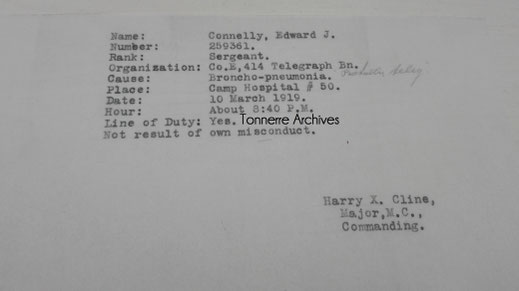 Name: Connelly, Edward J.
Number: 259361.
Rank: Sergeant.
Organization: Co.E,414 Telegraph Bn.
Cause: Broncho-pneumonia.
Place: Camp Hospital # 50.
Date: 10 March 1919.
Hour: About 8:40 P.M.
Line of Duty: Yes.
Tonnerre Archives
Not result of own misconduct.
Harry X. Cline,
Major,M.C.,
Commanding.